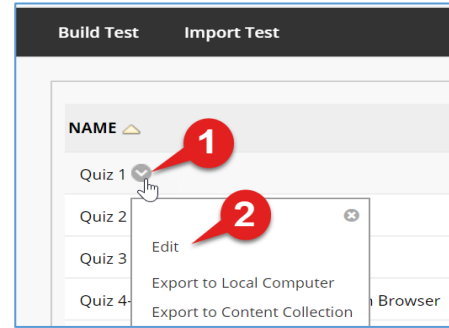 Build Test Import Test
NAME
1
Quiz 1
Quiz 2
2
Edit
Quiz 3
Export to Local Computer
Quiz 4- Browser
Export to Content Collection